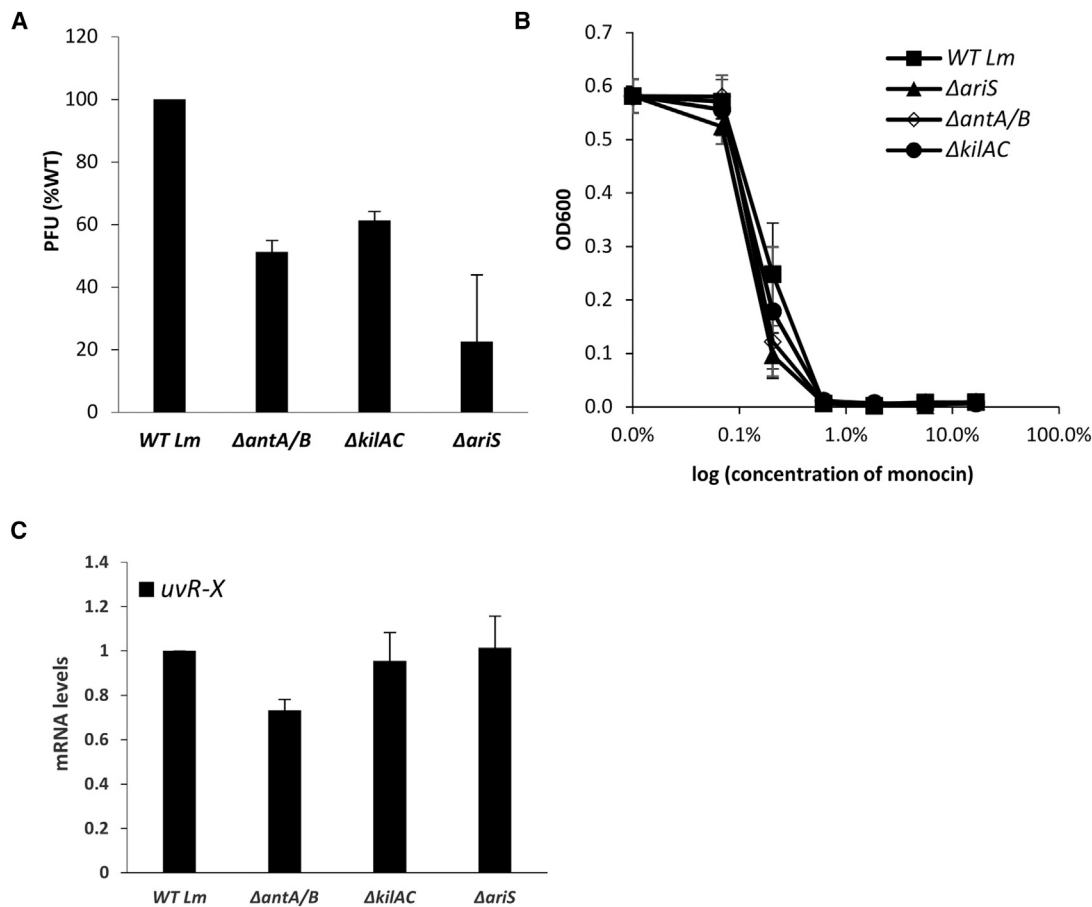 A
PFU (%WT)
120
100
80
60
40
20
0
WT Lm ΔantA/B ΔkilAC ΔariS
B
OD600
0.7
0.6
0.5
0.4
0.3
0.2
0.1
0.0
WT Lm
ΔariS
ΔantA/B
ΔkilAC
0.0% 0.1% 1.0% 10.0% 100.0%
log (concentration of monocin)
C
mRNA levels
1.4
1.2
1
0.8
0.6
0.4
0.2
0
uvR-X
WT Lm ΔantA/B ΔkilAC ΔariS